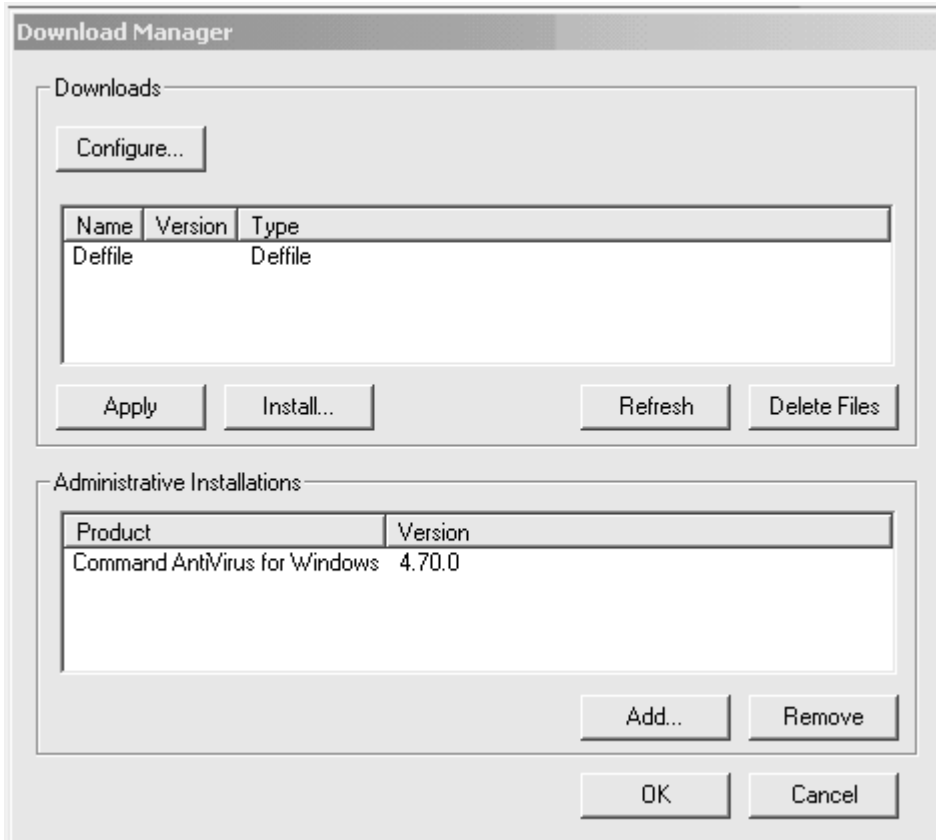 Download Manager
Downloads
Configure...
Name Version Type
Deffile Deffile
Apply Install... Refresh Delete Files
Administrative Installations
Product Version
Command AntiVirus for Windows 4.70.0
Add... Remove
OK Cancel